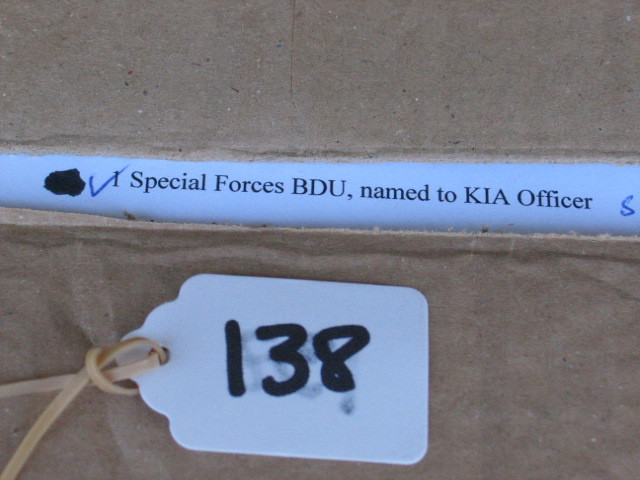 1 Special Forces BDU, named to KIA Officer
138